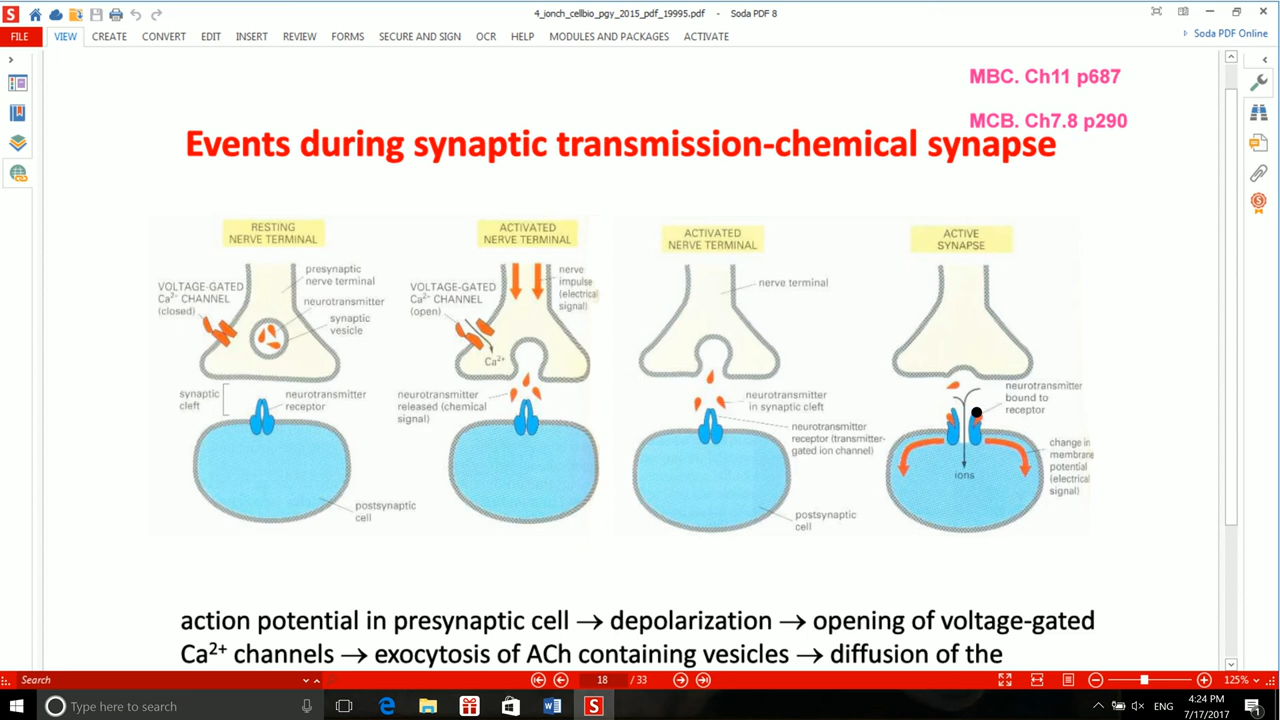 4_ionch_cellbio_pgy_2015_pdf_19995.pdf - Soda PDF 8
FILE VIEW CREATE CONVERT EDIT INSERT REVIEW FORMS SECURE AND SIGN OCR HELP MODULES AND PACKAGES ACTIVATE
Soda PDF Online
MBC. Ch11 p687
MCB. Ch7.8 p290
Events during synaptic transmission-chemical synapse
RESTING
NERVE TERMINAL
presynaptic
nerve terminal
VOLTAGE-GATED
Ca²⁺ CHANNEL
(closed)
neurotransmitter
synaptic
vesicle
synaptic
cleft
neurotransmitter
receptor
postsynaptic
cell
ACTIVATED
NERVE TERMINAL
nerve
impulse
(electrical
signal)
VOLTAGE-GATED
Ca²⁺ CHANNEL
(open)
Ca²⁺
neurotransmitter
released (chemical
signal)
ACTIVATED
NERVE TERMINAL
nerve terminal
neurotransmitter
in synaptic cleft
neurotransmitter
receptor (transmitter-
gated ion channel)
postsynaptic
cell
ACTIVE
SYNAPSE
neurotransmitter
bound to
receptor
change in
membrane
potential
(electrical
signal)
ions
action potential in presynaptic cell → depolarization → opening of voltage-gated
Ca²⁺ channels → exocytosis of ACh containing vesicles → diffusion of the
Search
18 / 33
125%
Type here to search
ENG
4:24 PM
7/17/2017
1